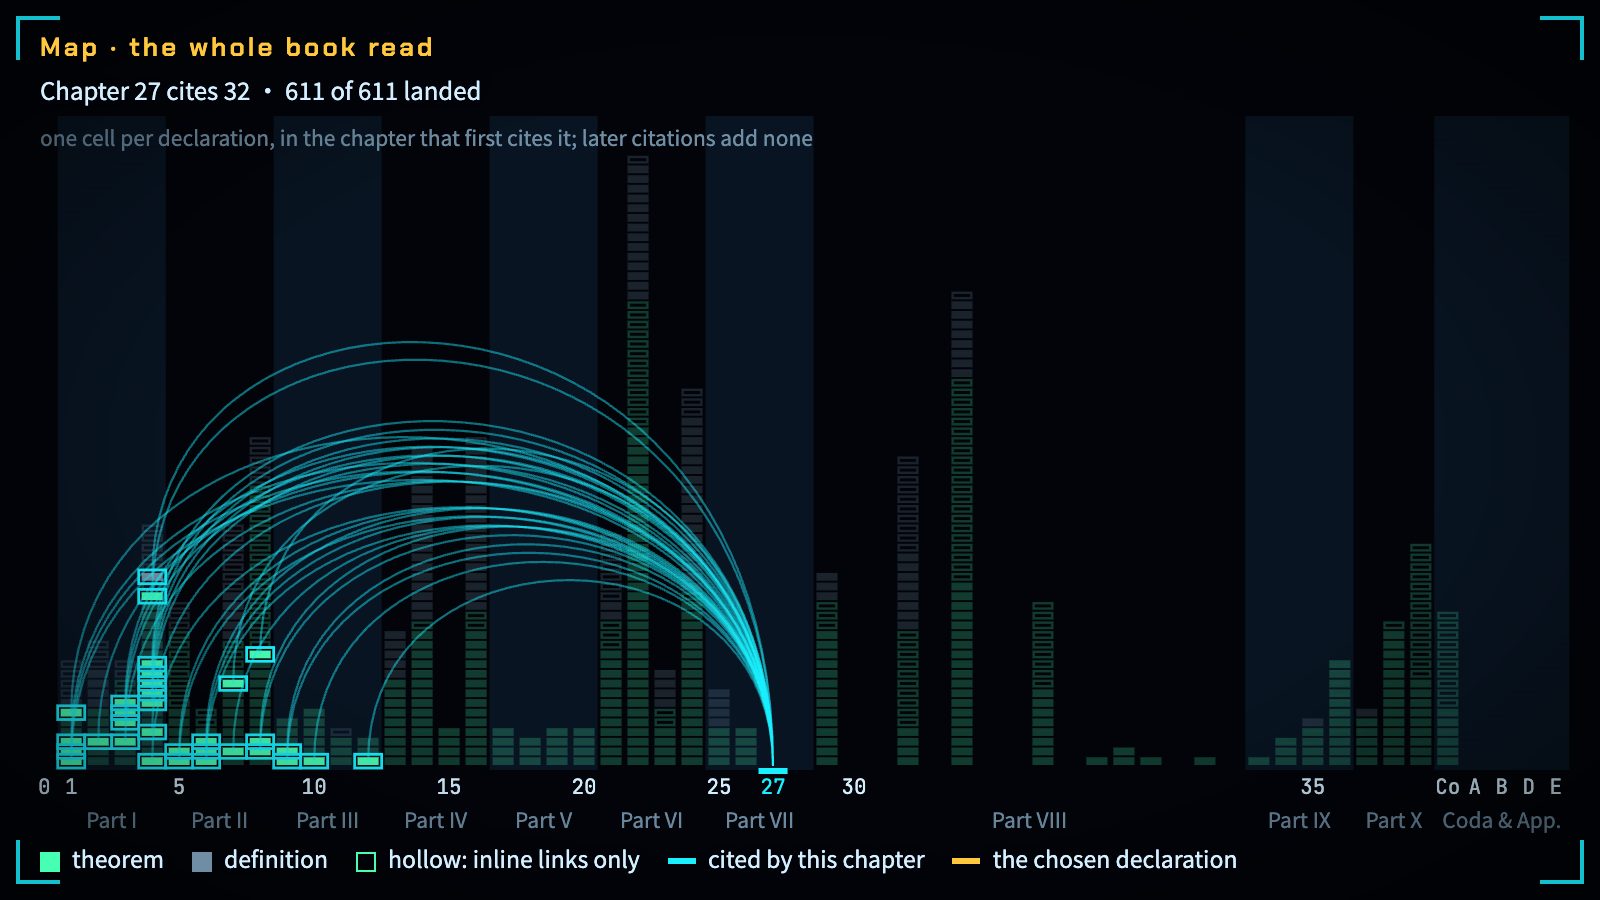 Map · the whole book read
Chapter 27 cites 32 • 611 of 611 landed
one cell per declaration, in the chapter that first cites it; later citations add none
0 1 5 10 15 20 25 27 30 35 Co A B D E
Part I Part II Part III Part IV Part V Part VI Part VII Part VIII Part IX Part X Coda & App.
theorem definition hollow: inline links only cited by this chapter the chosen declaration